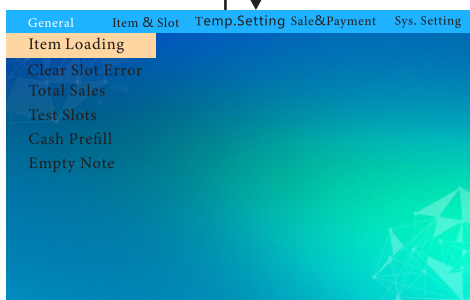 General Item & Slot Temp.Setting Sale&Payment Sys. Setting
Item Loading
Clear Slot Error
Total Sales
Test Slots
Cash Prefill
Empty Note